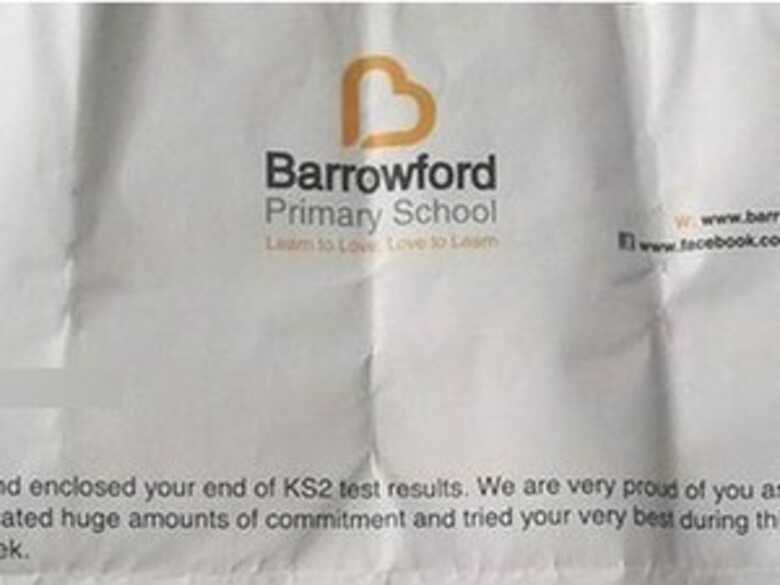 Barrowford
Primary School
Learn to Love, Love to Learn
w. www.barr
www.facebook.co
nd enclosed your end of KS2 test results. We are very proud of you as
ated huge amounts of commitment and tried your very best during th
ek.